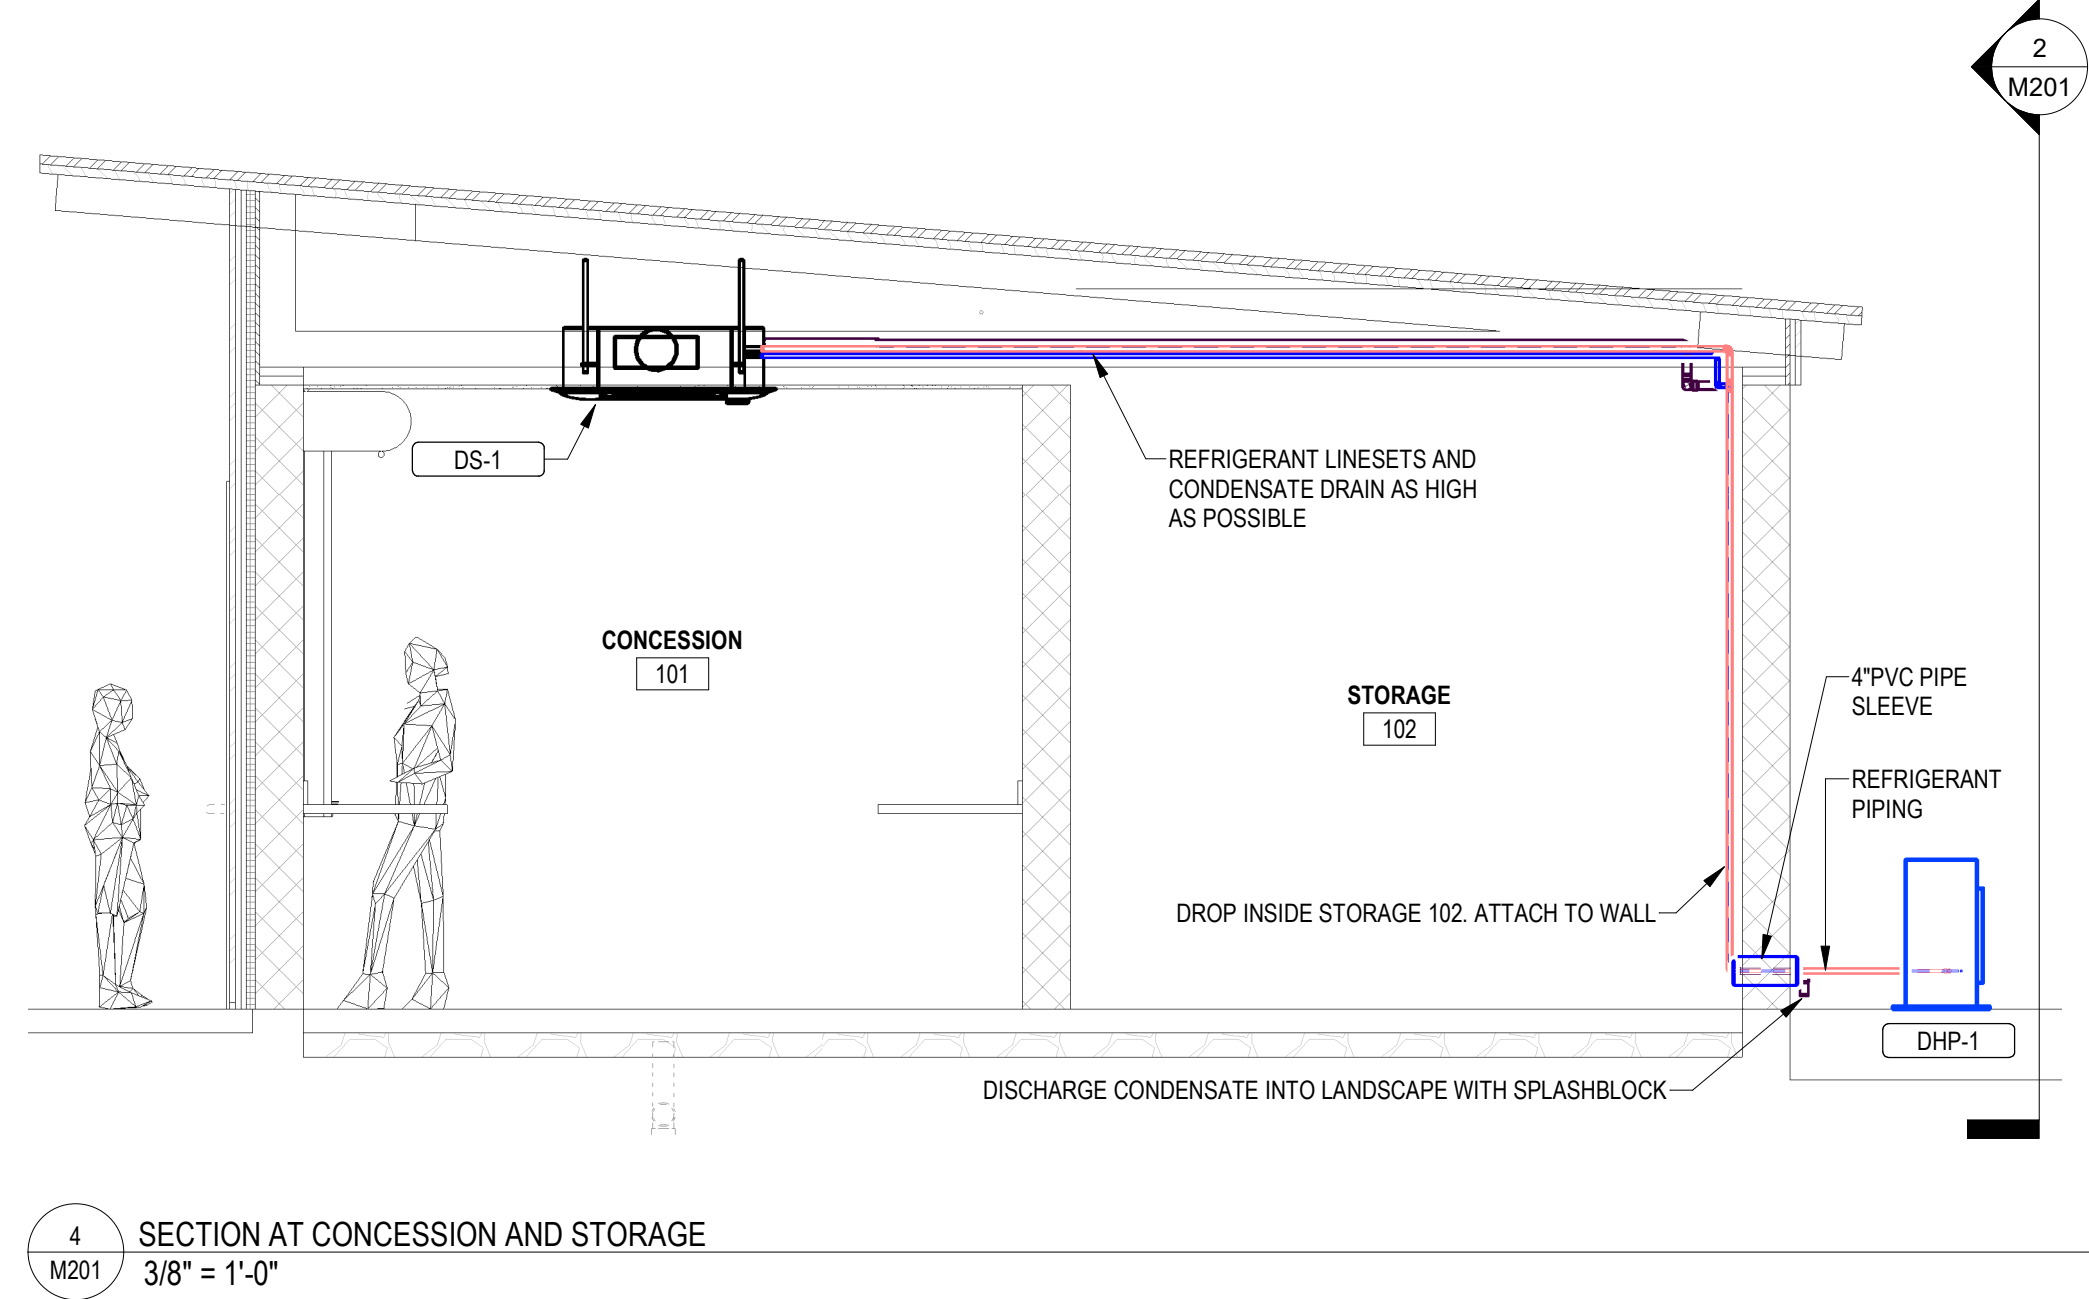 2
M201
DS-1
REFRIGERANT LINESETS AND
CONDENSATE DRAIN AS HIGH
AS POSSIBLE
CONCESSION
101
STORAGE
102
4"PVC PIPE
SLEEVE
REFRIGERANT
PIPING
DROP INSIDE STORAGE 102. ATTACH TO WALL
DHP-1
DISCHARGE CONDENSATE INTO LANDSCAPE WITH SPLASHBLOCK
4
M201
SECTION AT CONCESSION AND STORAGE
3/8" = 1'-0"